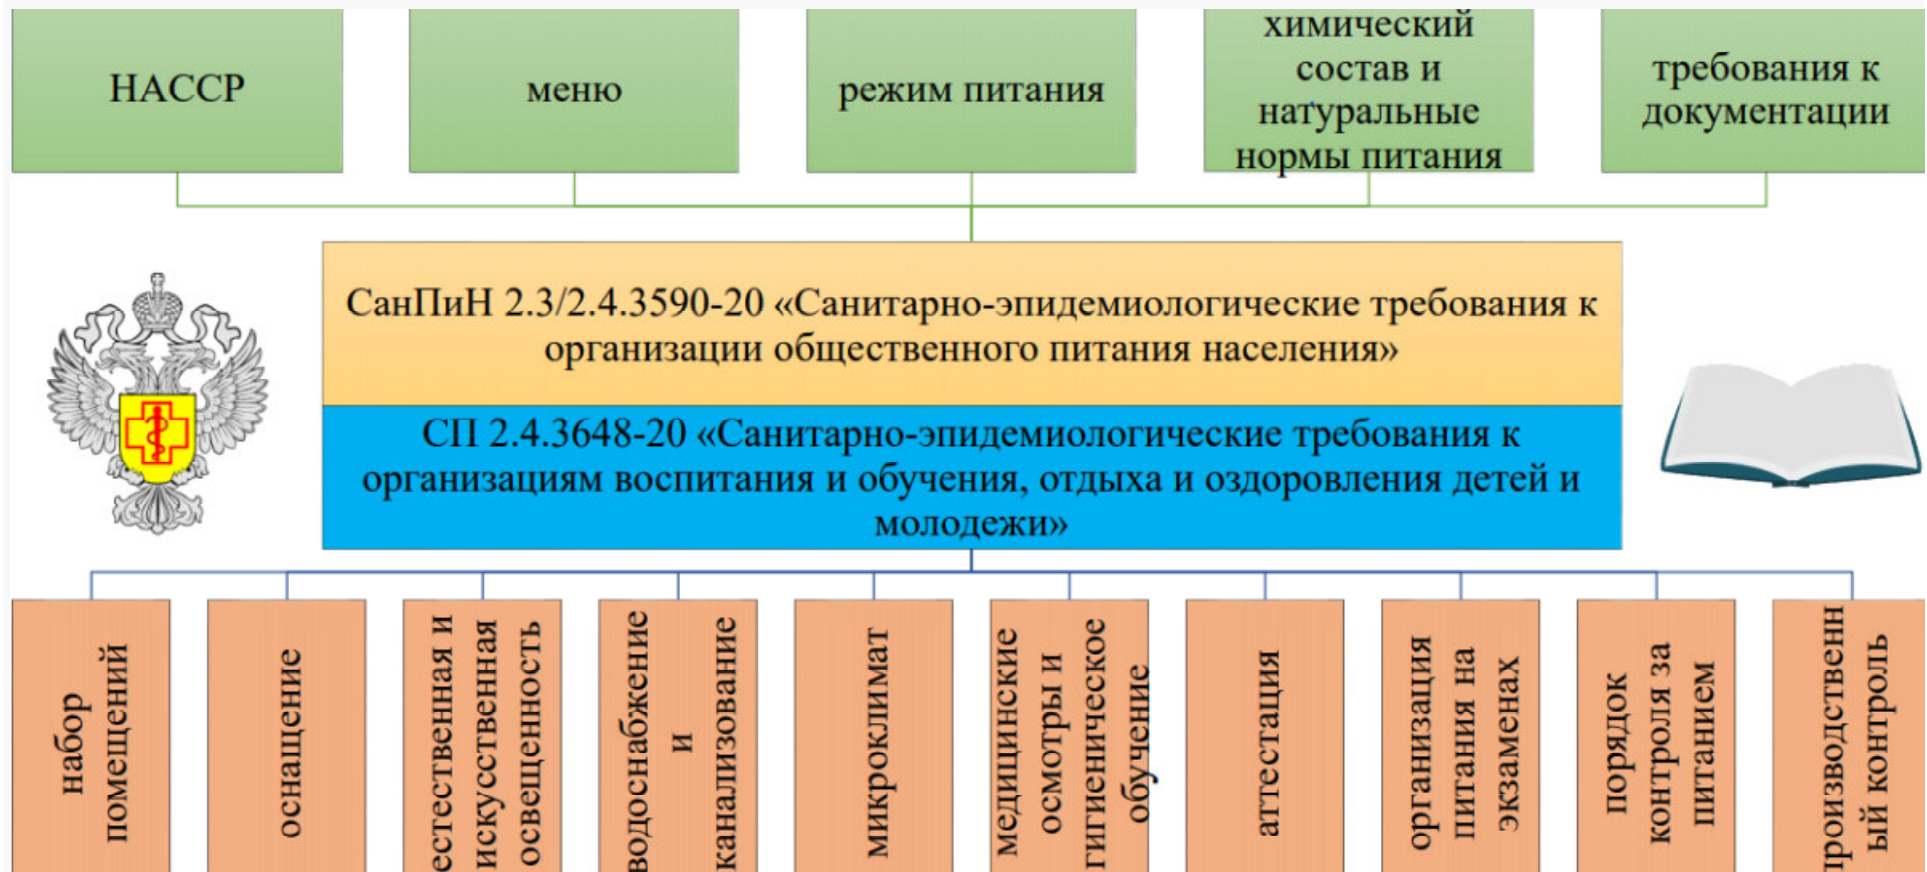 НАССР
меню
режим питания
химический
состав и
натуральные
нормы питания
требования к
документации
СанПиН 2.3/2.4.3590-20 «Санитарно-эпидемиологические требования к
организации общественного питания населения»
СП 2.4.3648-20 «Санитарно-эпидемиологические требования к
организациям воспитания и обучения, отдыха и оздоровления детей и
молодежи»
набор
помещений
оснащение
естественная и
искусственная
освещенность
водоснабжение
и
канализование
микроклимат
медицинские
осмотры и
гигиеническое
обучение
аттестация
организация
питания на
экзаменах
порядок
контроля за
питанием
производственн
ый контроль